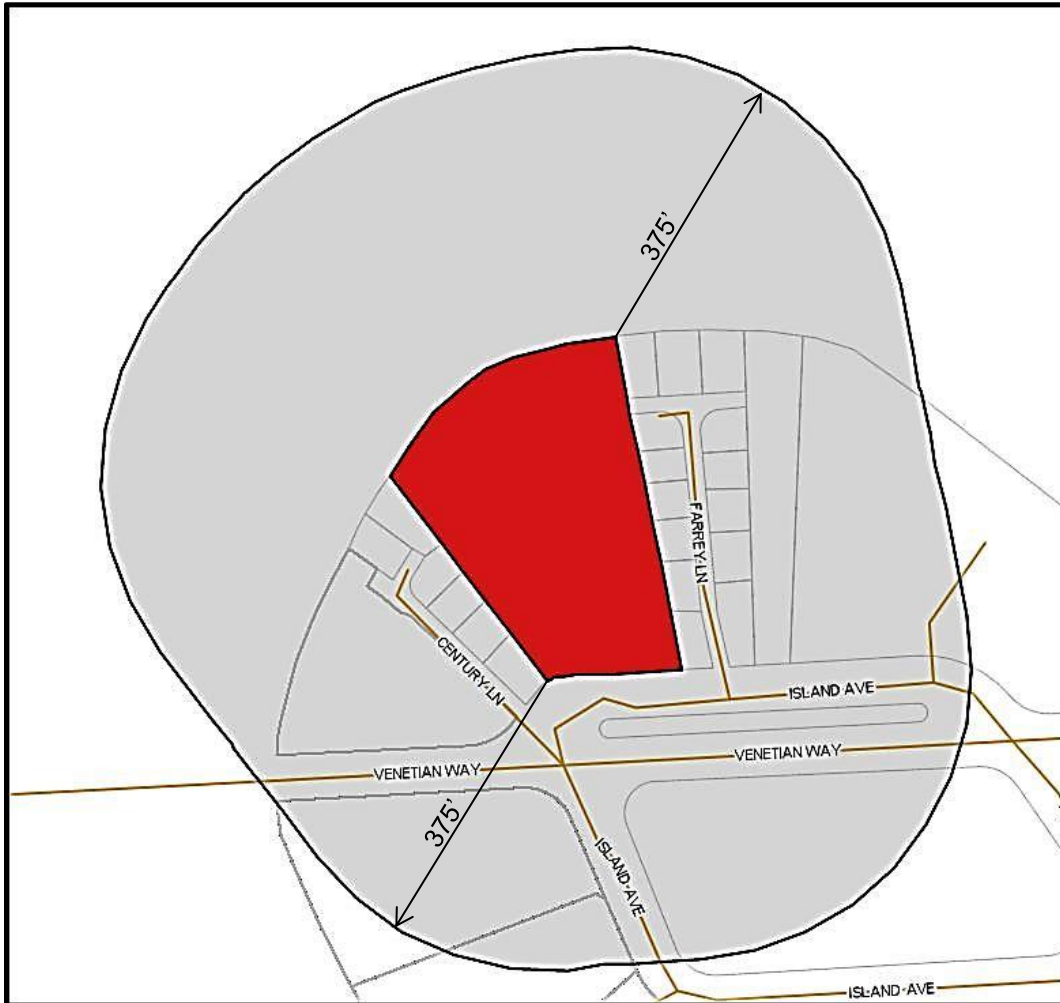 375'
FARREY LN
CENTURY LN
ISLAND AVE
VENETIAN WAY
VENETIAN WAY
375'
ISLAND AVE
ISLAND AVE